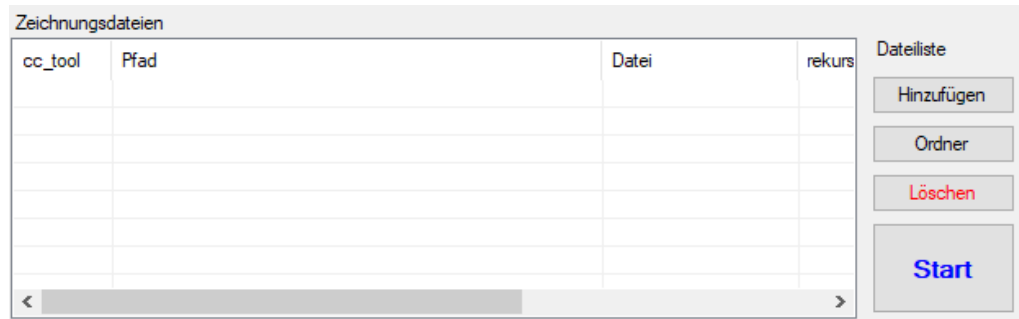 Zeichnungsdateien
cc_tool Pfad Datei rekurs
Dateiliste
Hinzufügen
Ordner
Löschen
Start